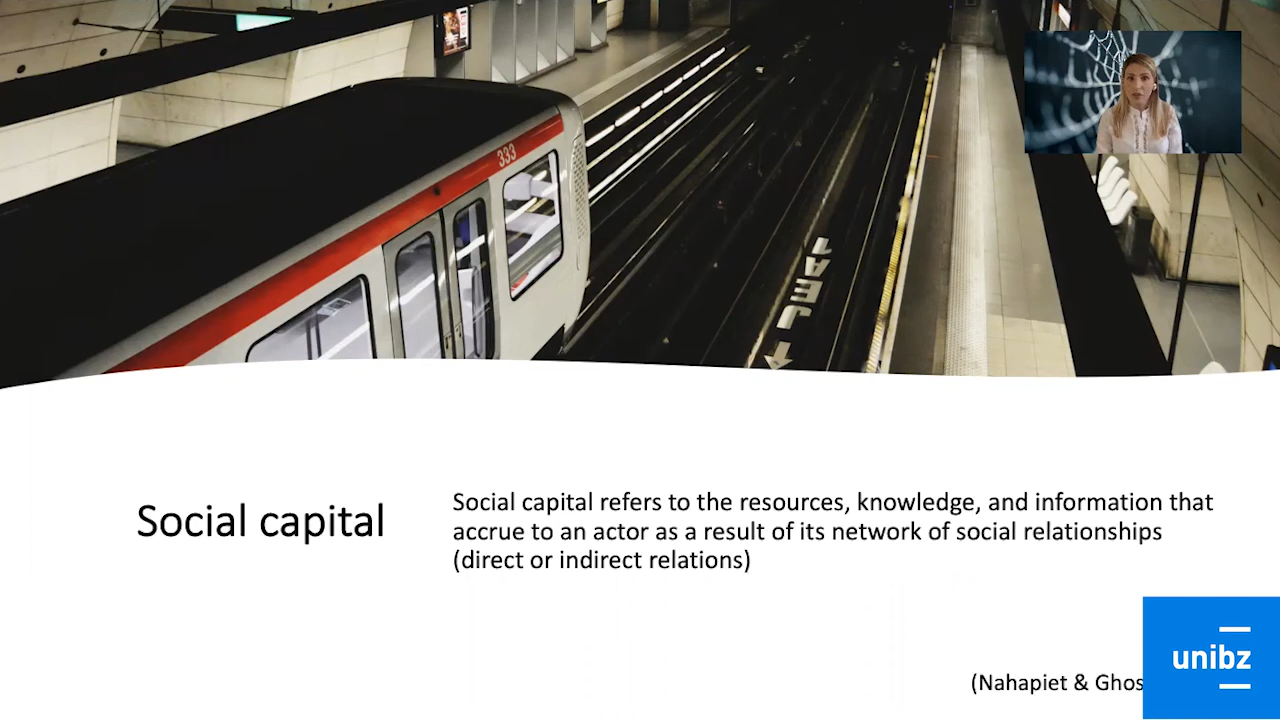 333
Social capital
Social capital refers to the resources, knowledge, and information that
accrue to an actor as a result of its network of social relationships
(direct or indirect relations)
(Nahapiet & Ghos
unibz